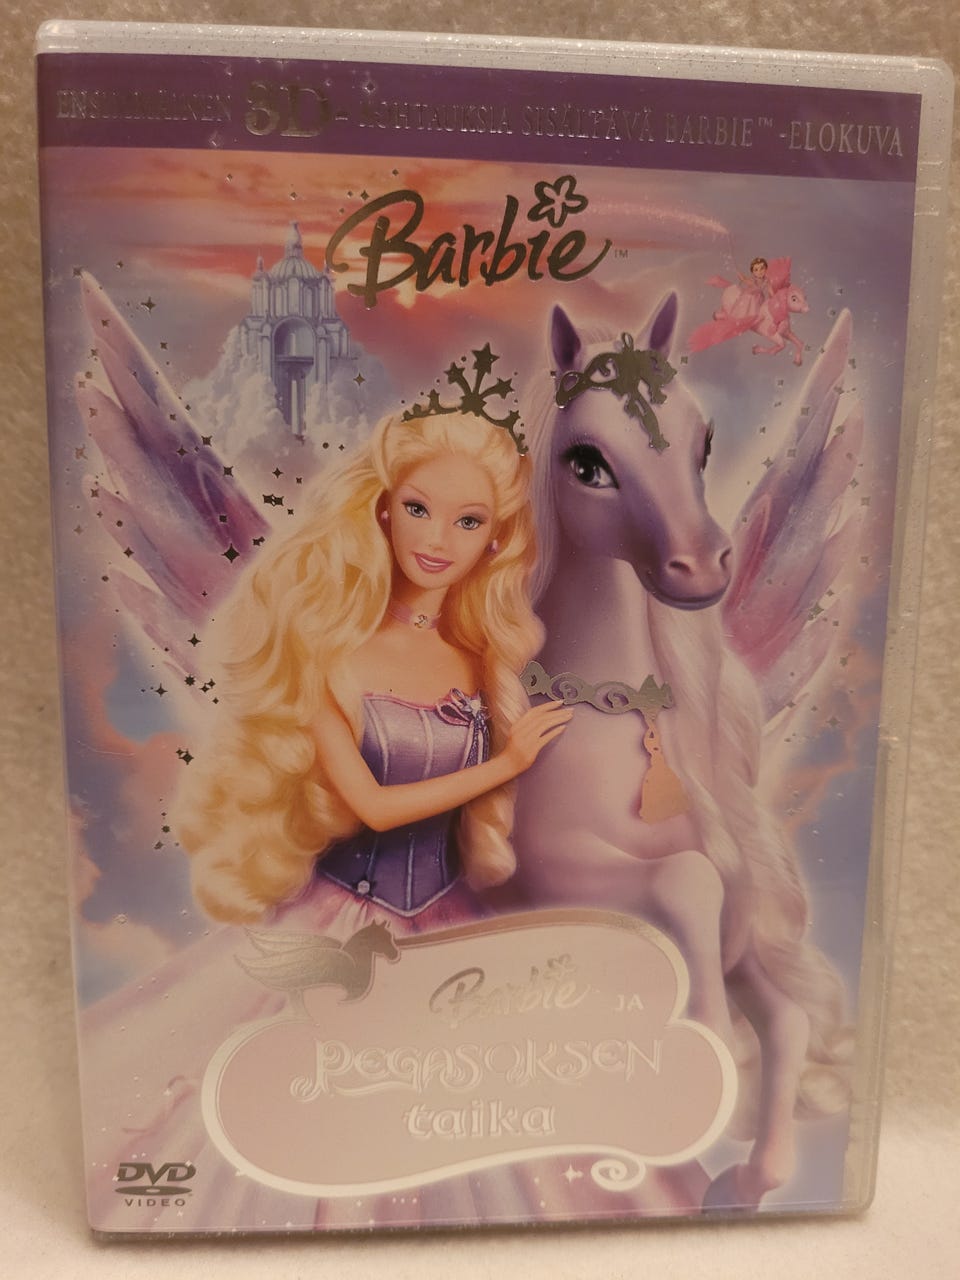 ENSIMMÄINEN 3D-KOHTAUKSIA SISÄLTÄVÄ BARBIE™-ELOKUVA
Barbie™
Barbie JA
PEGASOKSEN
taika
DVD
VIDEO